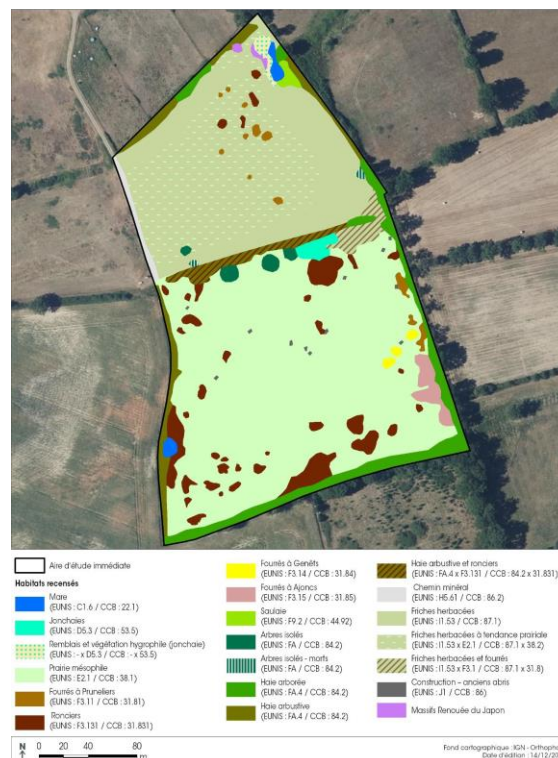 Aire d'étude immédiate
Habitats recensés
Mare
(EUNIS : C1.6 / CCB : 22.1)
Jonchaies
(EUNIS : D5.3 / CCB : 53.5)
Remblais et végétation hygrophile (jonchaie)
(EUNIS : - x D5.3 / CCB : - x 53.5)
Prairie mésophile
(EUNIS : E2.1 / CCB : 38.1)
Fourrés à Pruneliers
(EUNIS : F3.11 / CCB : 31.81)
Ronciers
(EUNIS : F3.131 / CCB : 31.831)
Fourrés à Genêts
(EUNIS : F3.14 / CCB : 31.84)
Fourrés à Ajoncs
(EUNIS : F3.15 / CCB : 31.85)
Saulaie
(EUNIS : F9.2 / CCB : 44.92)
Arbres isolés
(EUNIS : FA / CCB : 84.2)
Arbres isolés - morts
(EUNIS : FA / CCB : 84.2)
Haie arborée
(EUNIS : FA.4 / CCB : 84.2)
Haie arbustive
(EUNIS : FA.4 / CCB : 84.2)
Haie arbustive et ronciers
(EUNIS : FA.4 x F3.131 / CCB : 84.2 x 31.831)
Chemin minéral
(EUNIS : H5.61 / CCB : 86.2)
Friches herbacées
(EUNIS : I1.53 / CCB : 87.1)
Friches herbacées à tendance prairiale
(EUNIS : I1.53 x E2.1 / CCB : 87.1 x 38.2)
Friches herbacées et fourrés
(EUNIS : I1.53 x F3.1 / CCB : 87.1 x 31.8)
Construction - anciens abris
(EUNIS : J1 / CCB : 86)
Massifs Renouée du Japon
N
0 20 40 80
m
Fond cartographique : IGN - Orthopho
Date d'édition : 14/12/20